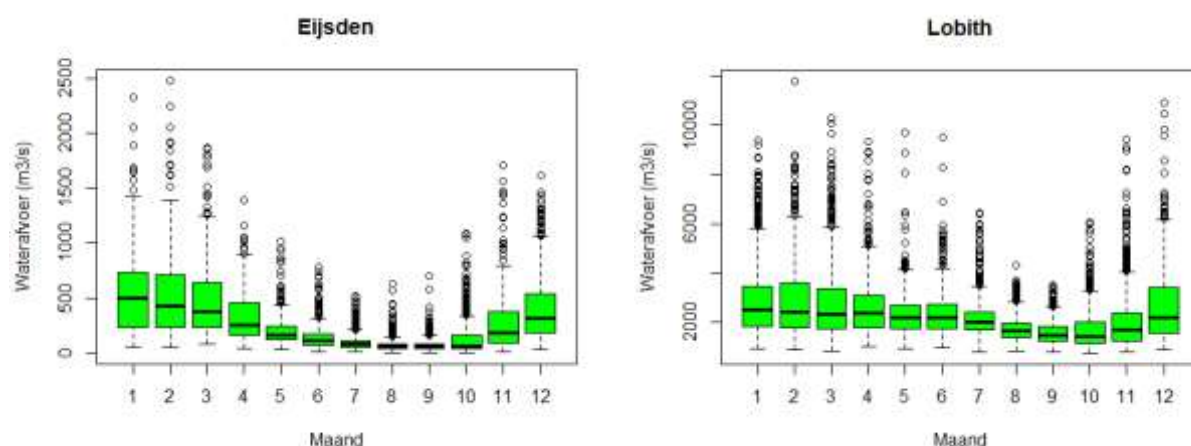 Eijsden
Waterafvoer (m3/s)
2500
2000
1500
1000
500
0
1 2 3 4 5 6 7 8 9 10 11 12
Maand
Lobith
Waterafvoer (m3/s)
10000
6000
2000
1 2 3 4 5 6 7 8 9 10 11 12
Maand